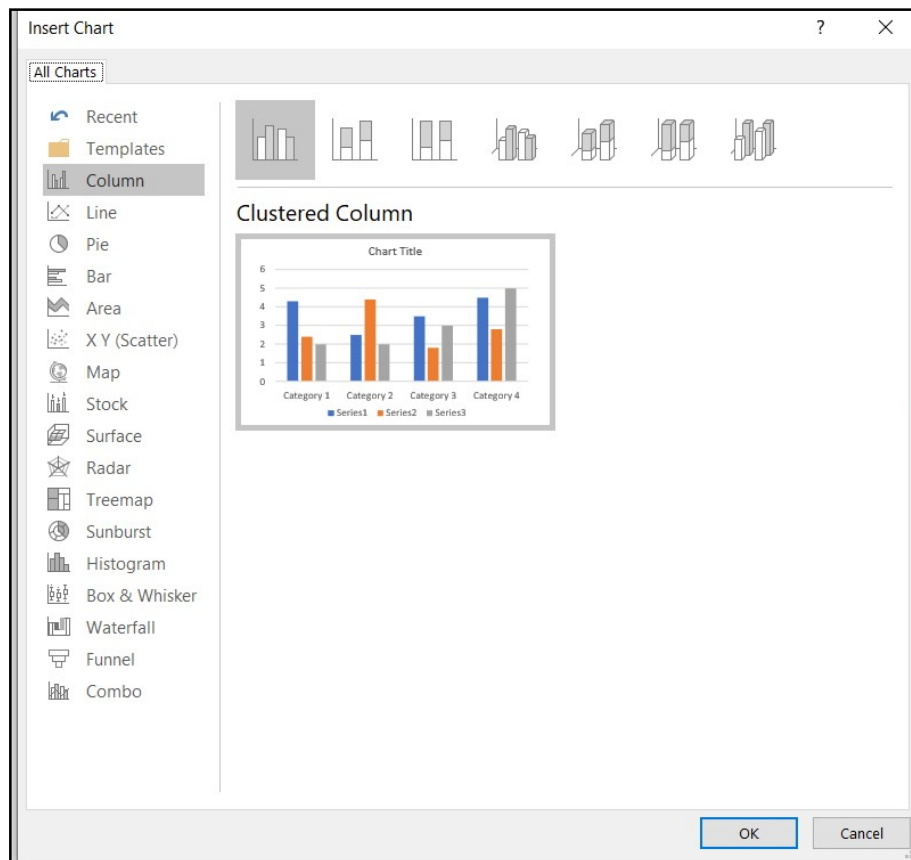 Insert Chart
?
All Charts
Recent
Templates
Column
Line
Pie
Bar
Area
X Y (Scatter)
Map
Stock
Surface
Radar
Treemap
Sunburst
Histogram
Box & Whisker
Waterfall
Funnel
Combo
Clustered Column
Chart Title
6
5
4
3
2
1
0
Category 1 Category 2 Category 3 Category 4
Series1 Series2 Series3
OK Cancel